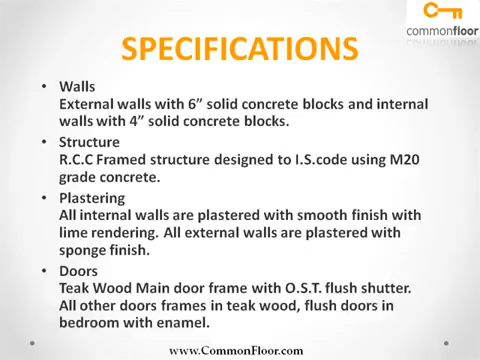 commonfloor
SPECIFICATIONS
• Walls
External walls with 6” solid concrete blocks and internal
walls with 4” solid concrete blocks.
• Structure
R.C.C Framed structure designed to I.S.code using M20
grade concrete.
• Plastering
All internal walls are plastered with smooth finish with
lime rendering. All external walls are plastered with
sponge finish.
• Doors
Teak Wood Main door frame with O.S.T. flush shutter.
All other doors frames in teak wood, flush doors in
bedroom with enamel.
www.CommonFloor.com